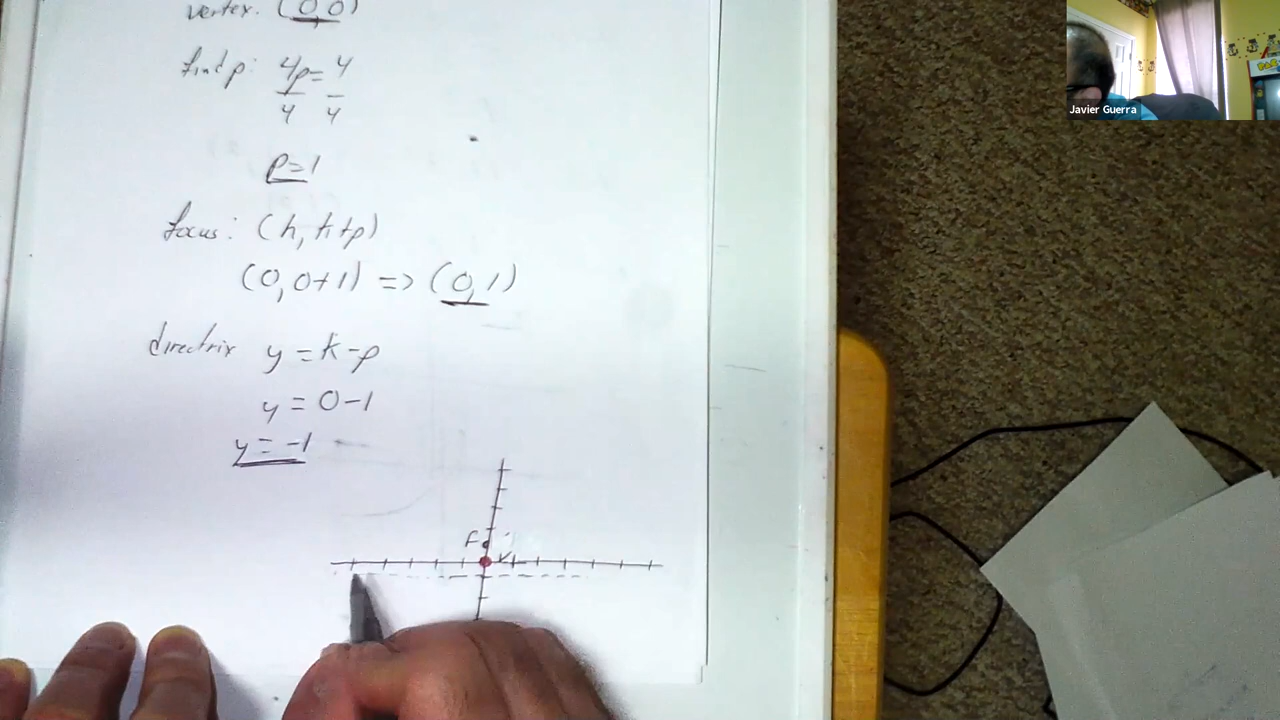 vertex: (0,0)
find p: 4p = 4
4 4
p=1
focus: (h, k+p)
(0, 0+1) => (0,1)
directrix y = k-p
y = 0-1
y = -1
F
V
Javier Guerra